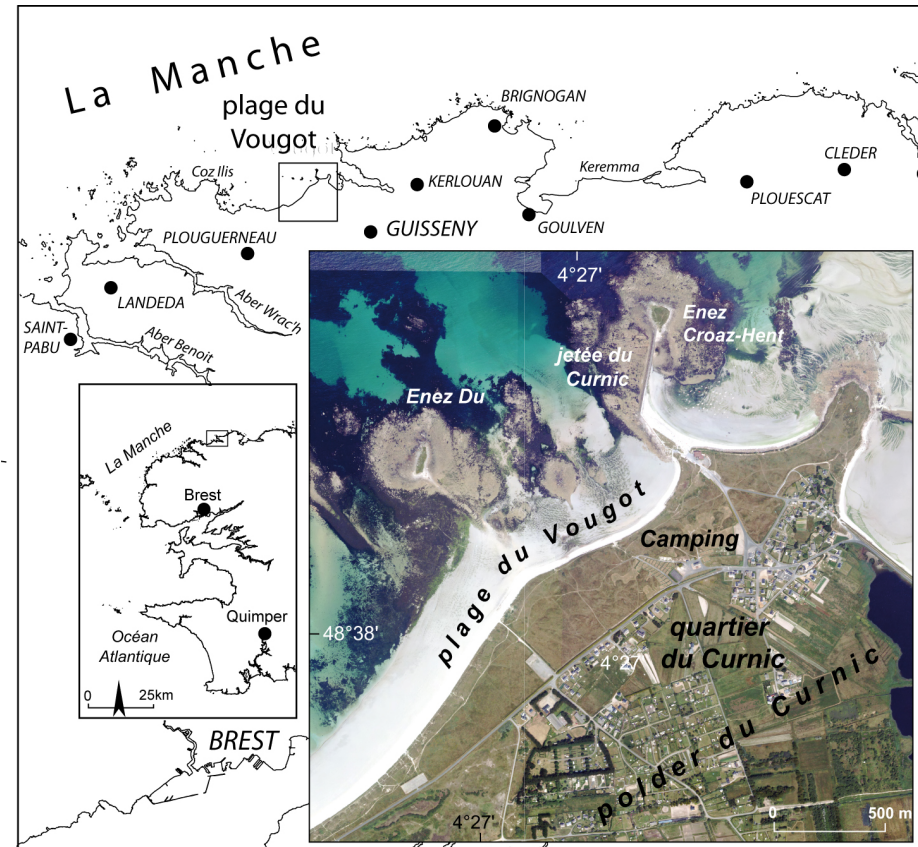 La Manche
plage du
Vougot
BRIGNOGAN
Coz Ilis
KERLOUAN
Keremma
CLEDER
PLOUESCAT
GOULVEN
GUISSENY
PLOUGUERNEAU
LANDEDA
Aber Wrach
SAINT-
PABU
Aber Benoit
4°27'
Enez
Croaz-Hent
jetée du
Curnic
Enez Du
plage du Vougot
Camping
quartier
du Curnic
48°38'
4°27'
polder du Curnic
0 500 m
4°27'
La Manche
Brest
Quimper
Océan
Atlantique
0 25km
BREST